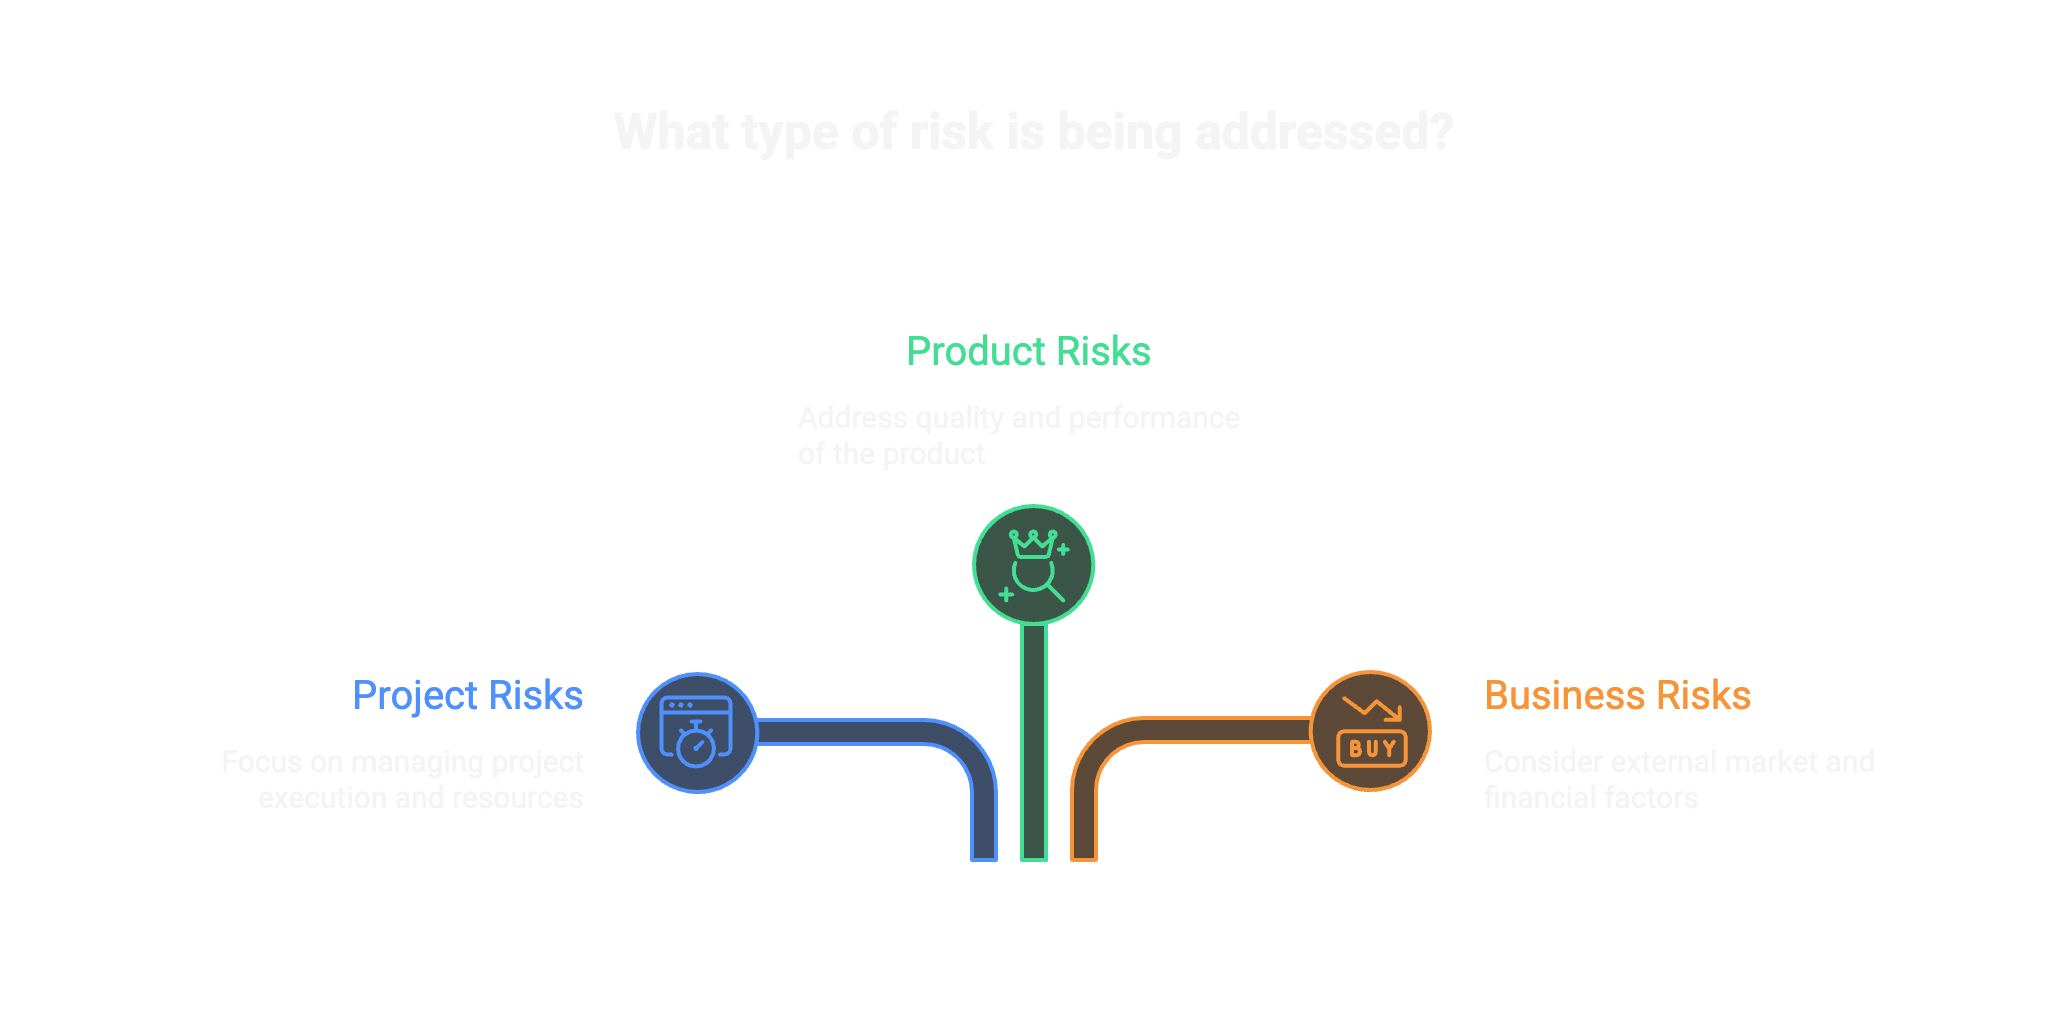 What type of risk is being addressed?
Product Risks
Address quality and performance
of the product
Project Risks
Focus on managing project
execution and resources
BUY
Business Risks
Consider external market and
financial factors